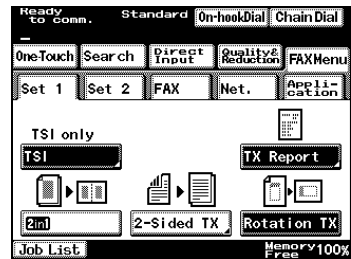 Ready to comm. Standard On-hookDial Chain Dial
One-Touch Search Direct Input Quality& Reduction FAXMenu
Set 1 Set 2 FAX Net. Appli-cation
TSI only
TSI TX Report
2in1 2-Sided TX Rotation TX
Job List Memory Free 100%